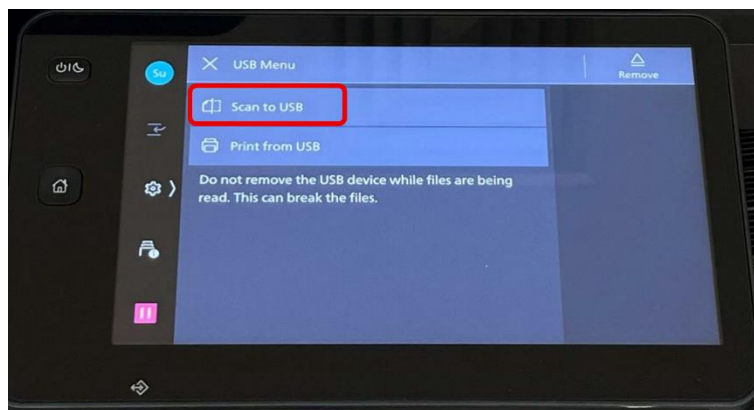 Su
USB Menu
Remove
Scan to USB
Print from USB
Do not remove the USB device while files are being
read. This can break the files.